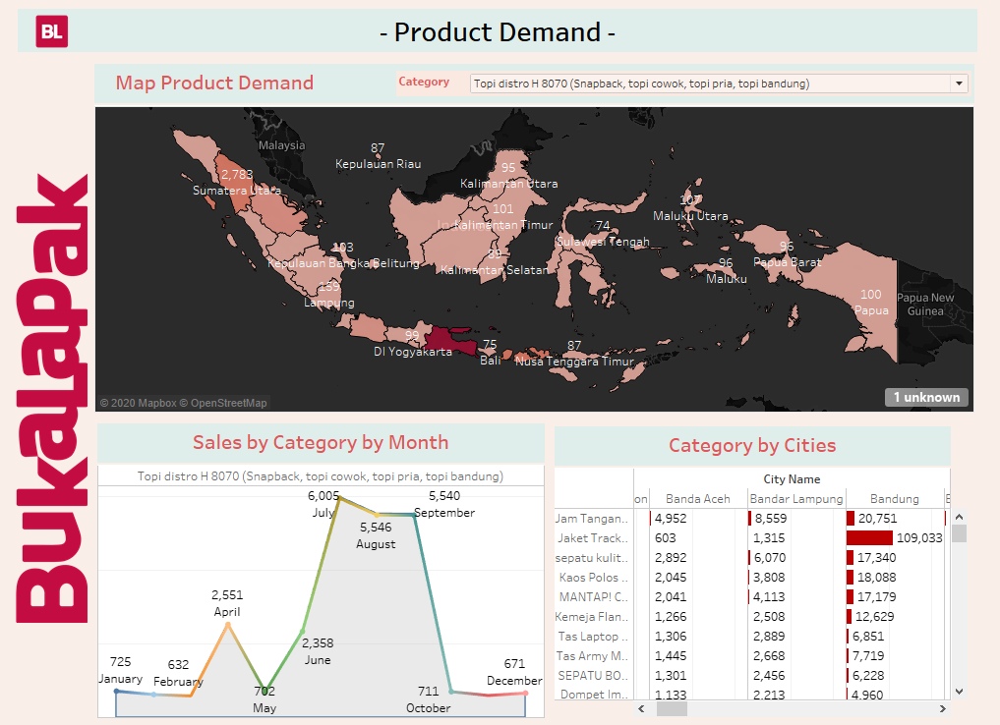 BL
- Product Demand -
Bukalapak
Map Product Demand
Category
Topi distro H 8070 (Snapback, topi cowok, topi pria, topi bandung)
Malaysia
87
Kepulauan Riau
2,783
Sumatera Utara
95
Kalimantan Utara
101
Kalimantan Timur
107
Maluku Utara
74
Sulawesi Tengah
103
Kepulauan Bangka Belitung
89
Kalimantan Selatan
96
Papua Barat
96
Maluku
159
Lampung
100
Papua
Papua New
Guinea
99
DI Yogyakarta
75
Bali
87
Nusa Tenggara Timur
© 2020 Mapbox © OpenStreetMap
1 unknown
Sales by Category by Month
Topi distro H 8070 (Snapback, topi cowok, topi pria, topi bandung)
6,005
July
5,540
September
5,546
August
2,551
April
2,358
June
725
January
632
February
702
May
711
October
671
December
Category by Cities
City Name
Banda Aceh Bandar Lampung Bandung
Jam Tangan.. 4,952 8,559 20,751
Jaket Track.. 603 1,315 109,033
sepatu kulit.. 2,892 6,070 17,340
Kaos Polos .. 2,045 3,808 18,088
MANTAP! C.. 2,041 4,113 17,179
Kemeja Flan.. 1,266 2,508 12,629
Tas Laptop .. 1,306 2,889 6,851
Tas Army M.. 1,445 2,668 7,719
SEPATU BO.. 1,301 2,456 6,228
Dompet Im.. 1,133 2,213 4,960